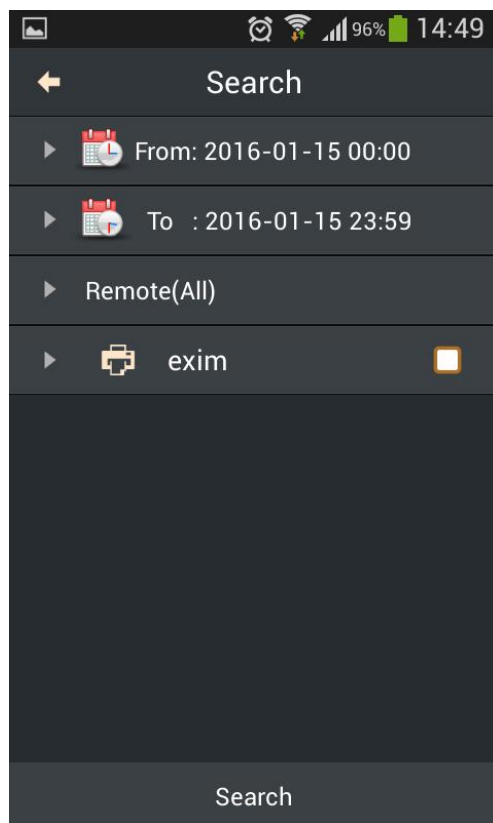 96% 14:49
Search
From: 2016-01-15 00:00
To : 2016-01-15 23:59
Remote(All)
exim
Search